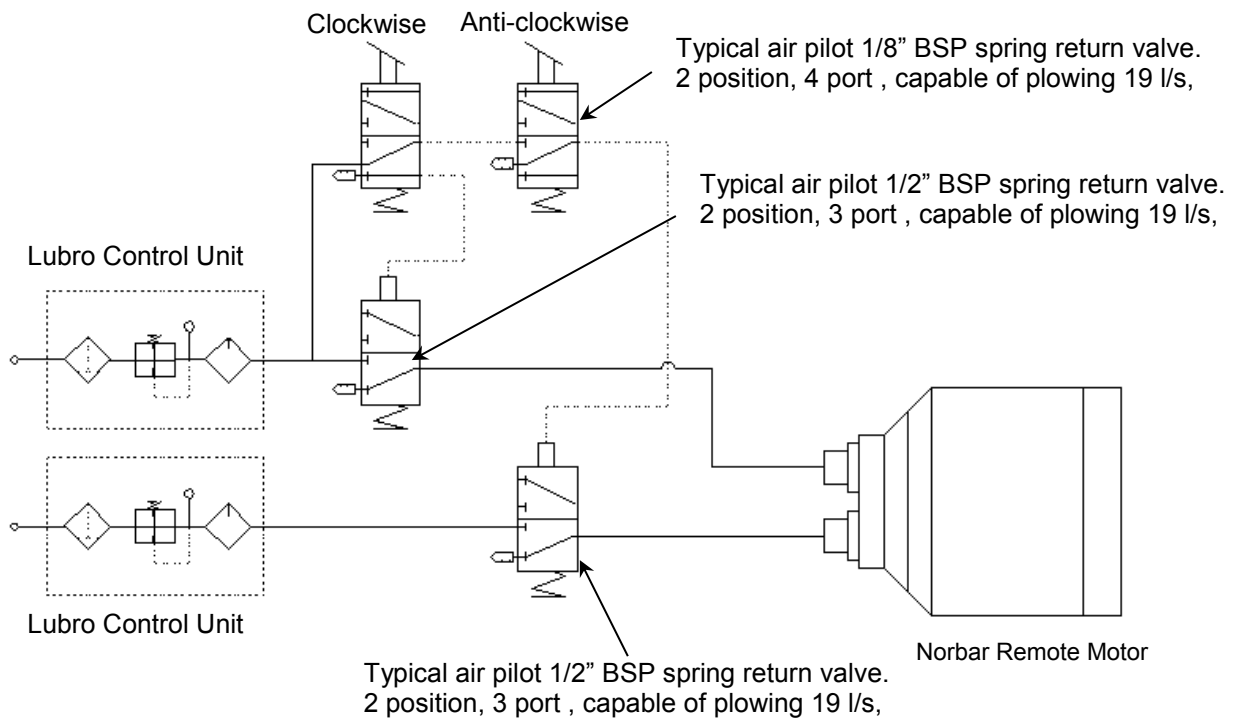 Clockwise
Anti-clockwise
Typical air pilot 1/8” BSP spring return valve.
2 position, 4 port , capable of plowing 19 l/s,
Typical air pilot 1/2” BSP spring return valve.
2 position, 3 port , capable of plowing 19 l/s,
Lubro Control Unit
Lubro Control Unit
Norbar Remote Motor
Typical air pilot 1/2” BSP spring return valve.
2 position, 3 port , capable of plowing 19 l/s,